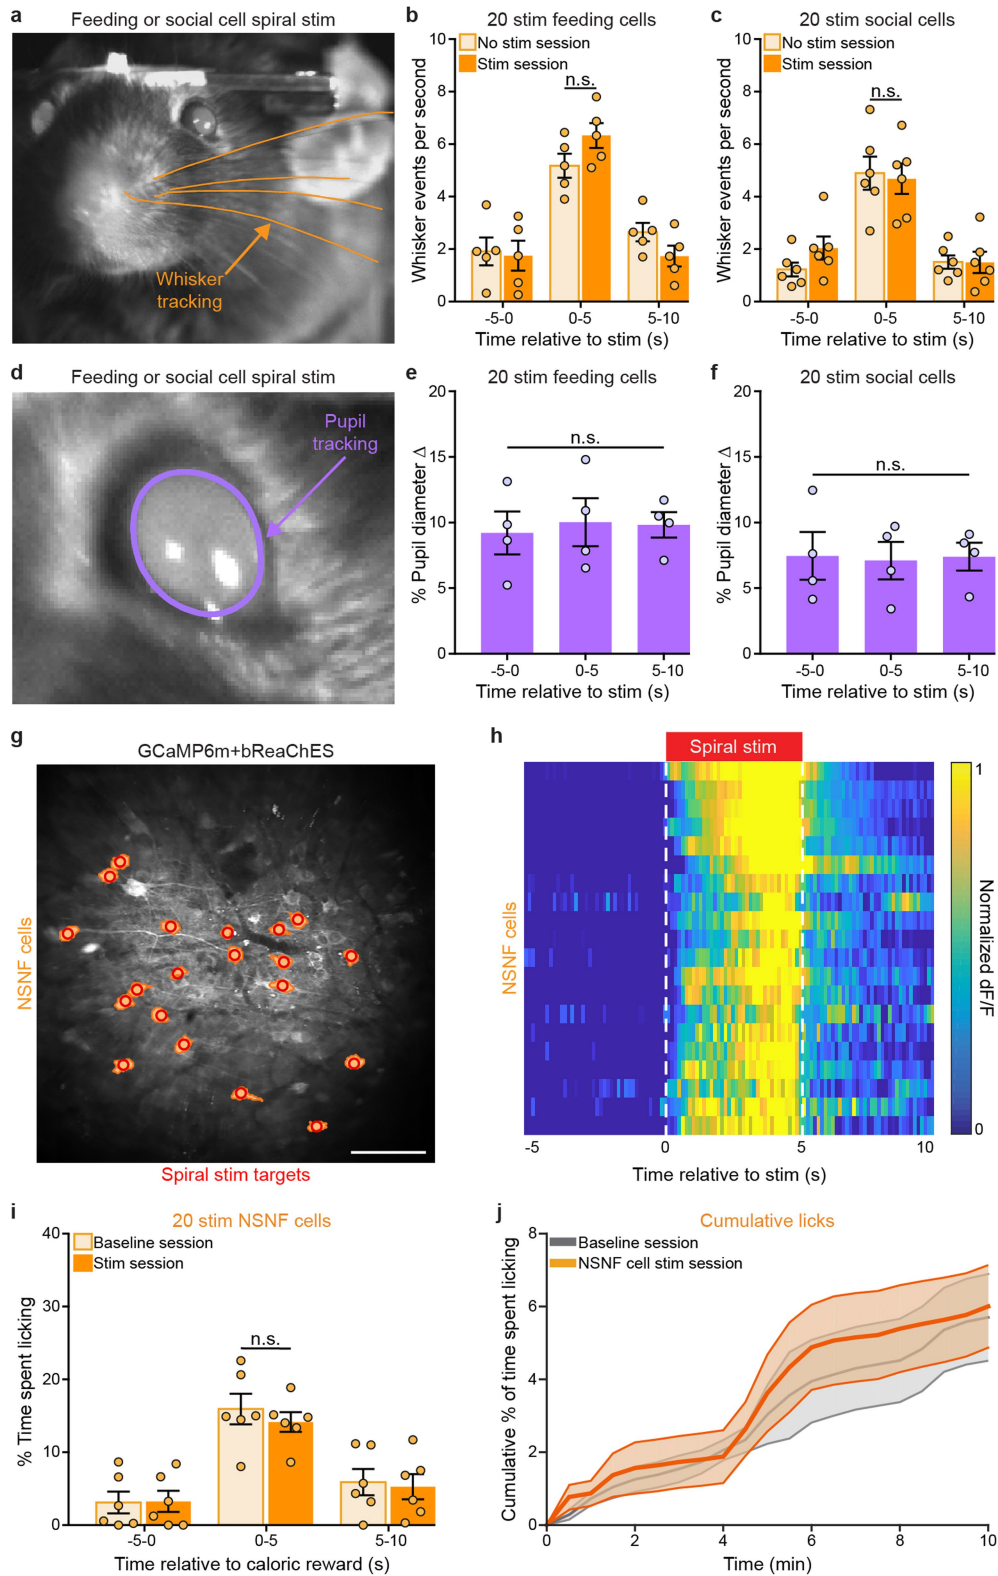 a
Feeding or social cell spiral stim
Whisker
tracking
b
20 stim feeding cells
Whisker events per second
10
8
6
4
2
0
No stim session
Stim session
n.s.
-5-0
0-5
5-10
Time relative to stim (s)
c
20 stim social cells
Whisker events per second
10
8
6
4
2
0
No stim session
Stim session
n.s.
-5-0
0-5
5-10
Time relative to stim (s)
d
Feeding or social cell spiral stim
Pupil
tracking
e
20 stim feeding cells
% Pupil diameter Δ
20
15
10
5
0
n.s.
-5-0
0-5
5-10
Time relative to stim (s)
f
20 stim social cells
% Pupil diameter Δ
20
15
10
5
0
n.s.
-5-0
0-5
5-10
Time relative to stim (s)
g
GCaMP6m+bReaChES
NSNF cells
Spiral stim targets
h
Spiral stim
NSNF cells
-5
0
5
10
Time relative to stim (s)
1
0
Normalized dF/F
i
20 stim NSNF cells
% Time spent licking
40
30
20
10
0
Baseline session
Stim session
n.s.
-5-0
0-5
5-10
Time relative to caloric reward (s)
j
Cumulative licks
Cumulative % of time spent licking
8
6
4
2
0
Baseline session
NSNF cell stim session
0
2
4
6
8
10
Time (min)